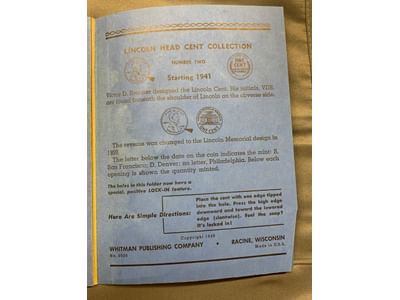 LINCOLN HEAD CENT COLLECTION
NUMBER TWO
Starting 1941
Victor D. Brenner designed the Lincoln Cent. His initials, VDB,
are found beneath the shoulder of Lincoln on the obverse side.
ONE CENT
The reverse was changed to the Lincoln Memorial design in
1959.
The letter below the date on the coin indicates the mint: S,
San Francisco; D, Denver; no letter, Philadelphia. Below each
opening is shown the quantity minted.
The holes in this folder now have a
special, positive LOCK-IN feature.
Here Are Simple Directions:
Place the cent with one edge tipped
into the hole. Press the high edge
downward and toward the lowered
edge (slantwise). Feel the snap?
It's locked in!
Copyright
WHITMAN PUBLISHING COMPANY • RACINE, WISCONSIN
No.
Made in U.S.A.